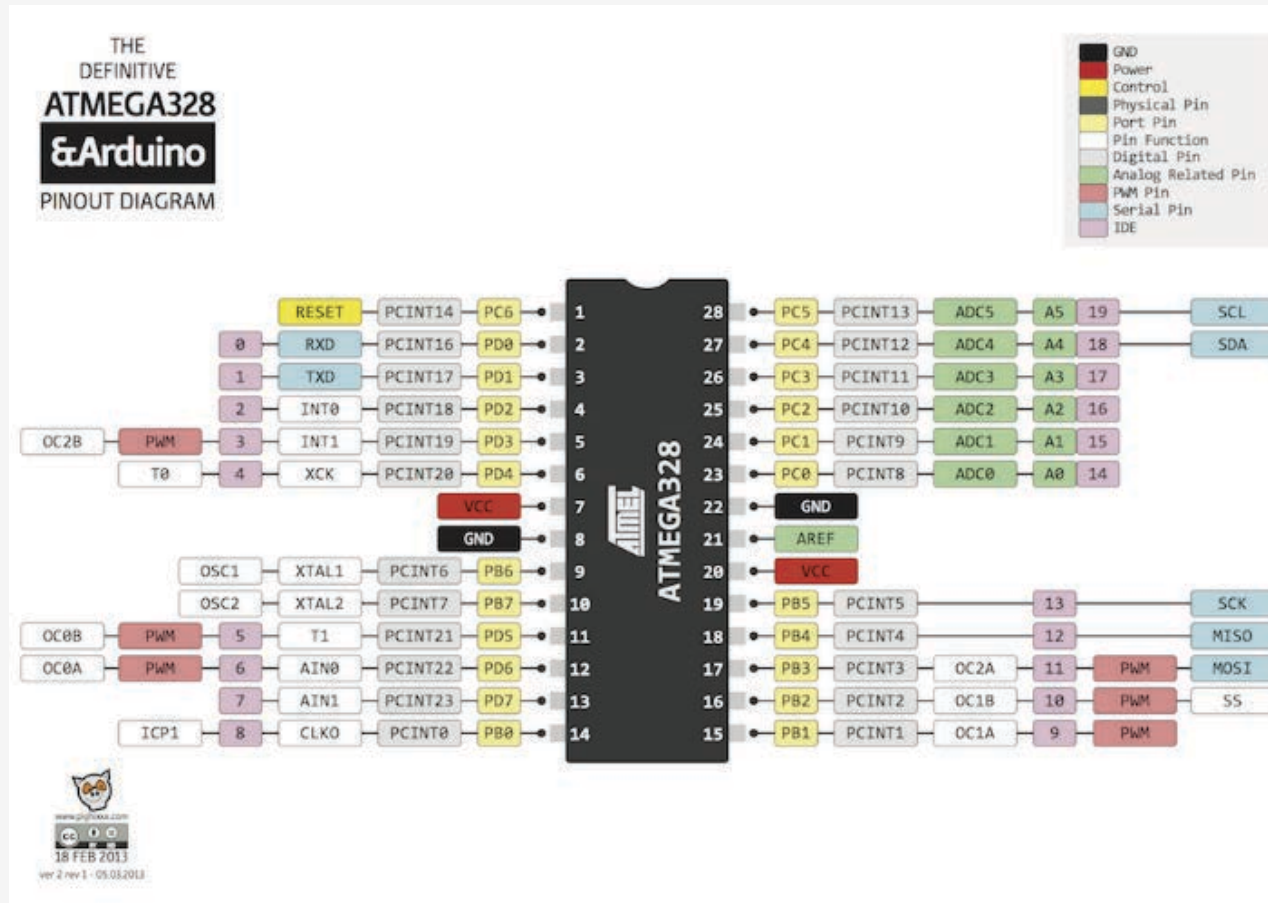 THE
DEFINITIVE
ATMEGA328
&Arduino
PINOUT DIAGRAM
GND
Power
Control
Physical Pin
Port Pin
Pin Function
Digital Pin
Analog Related Pin
PWM Pin
Serial Pin
IDE
RESET PCINT14 PC6 1
0 RXD PCINT16 PD0 2
1 TXD PCINT17 PD1 3
2 INT0 PCINT18 PD2 4
OC2B PWM 3 INT1 PCINT19 PD3 5
T0 4 XCK PCINT20 PD4 6
VCC 7
GND 8
OSC1 XTAL1 PCINT6 PB6 9
OSC2 XTAL2 PCINT7 PB7 10
OC0B PWM 5 T1 PCINT21 PD5 11
OC0A PWM 6 AIN0 PCINT22 PD6 12
7 AIN1 PCINT23 PD7 13
ICP1 8 CLKO PCINT0 PB0 14
ATMEL
ATMEGA328
28 PC5 PCINT13 ADC5 A5 19 SCL
27 PC4 PCINT12 ADC4 A4 18 SDA
26 PC3 PCINT11 ADC3 A3 17
25 PC2 PCINT10 ADC2 A2 16
24 PC1 PCINT9 ADC1 A1 15
23 PC0 PCINT8 ADC0 A0 14
22 GND
21 AREF
20 VCC
19 PB5 PCINT5 13 SCK
18 PB4 PCINT4 12 MISO
17 PB3 PCINT3 OC2A 11 PWM MOSI
16 PB2 PCINT2 OC1B 10 PWM SS
15 PB1 PCINT1 OC1A 9 PWM
www.pighixxx.com
cc
18 FEB 2013
ver 2 rev 1 - 05.03.2013